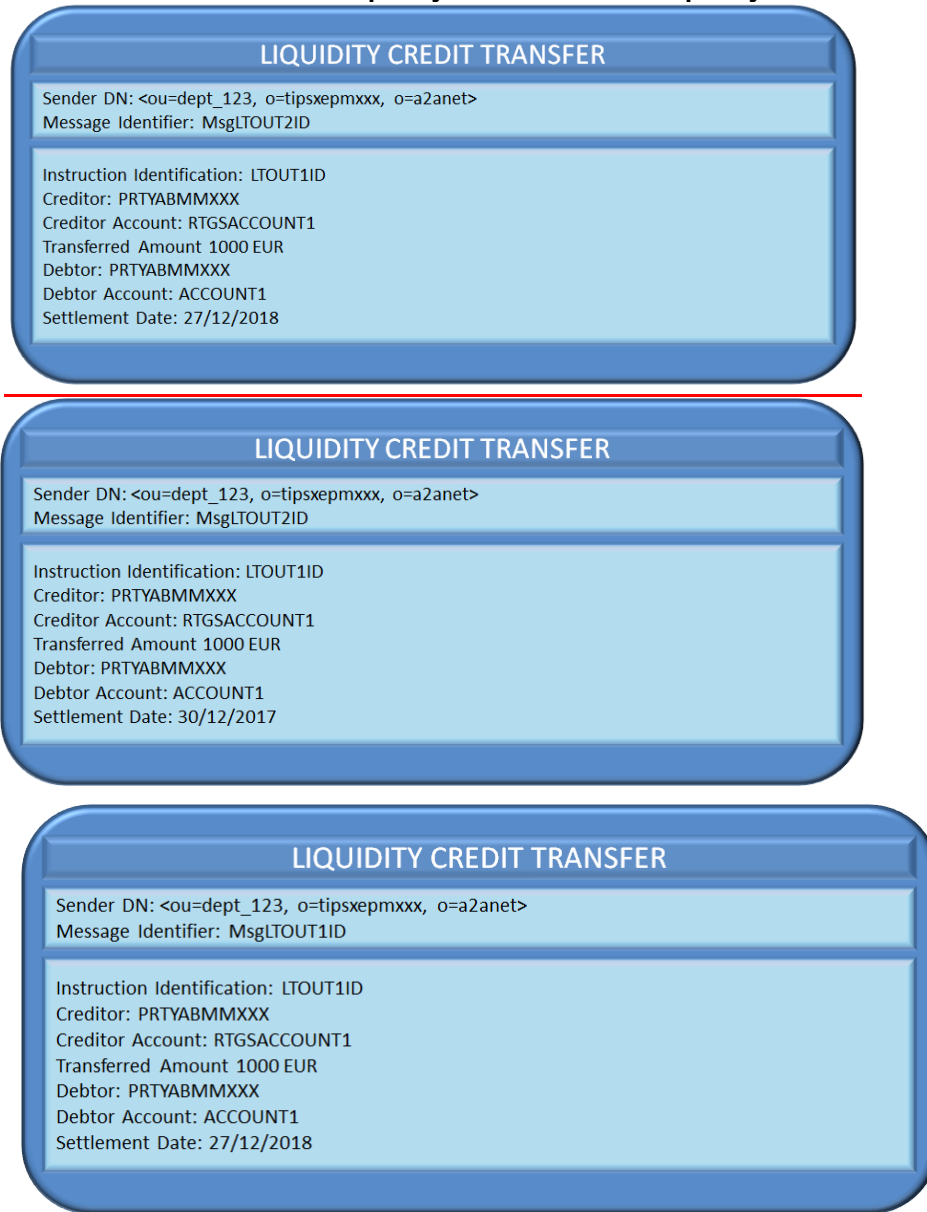 LIQUIDITY CREDIT TRANSFER
Sender DN: <ou=dept_123, o=tipsxepmxxx, o=a2anet>
Message Identifier: MsgLTOUT2ID
Instruction Identification: LTOUT1ID
Creditor: PRTYABMMXXX
Creditor Account: RTGSACCOUNT1
Transferred Amount 1000 EUR
Debtor: PRTYABMMXXX
Debtor Account: ACCOUNT1
Settlement Date: 27/12/2018
LIQUIDITY CREDIT TRANSFER
Sender DN: <ou=dept_123, o=tipsxepmxxx, o=a2anet>
Message Identifier: MsgLTOUT2ID
Instruction Identification: LTOUT1ID
Creditor: PRTYABMMXXX
Creditor Account: RTGSACCOUNT1
Transferred Amount 1000 EUR
Debtor: PRTYABMMXXX
Debtor Account: ACCOUNT1
Settlement Date: 30/12/2017
LIQUIDITY CREDIT TRANSFER
Sender DN: <ou=dept_123, o=tipsxepmxxx, o=a2anet>
Message Identifier: MsgLTOUT1ID
Instruction Identification: LTOUT1ID
Creditor: PRTYABMMXXX
Creditor Account: RTGSACCOUNT1
Transferred Amount 1000 EUR
Debtor: PRTYABMMXXX
Debtor Account: ACCOUNT1
Settlement Date: 27/12/2018